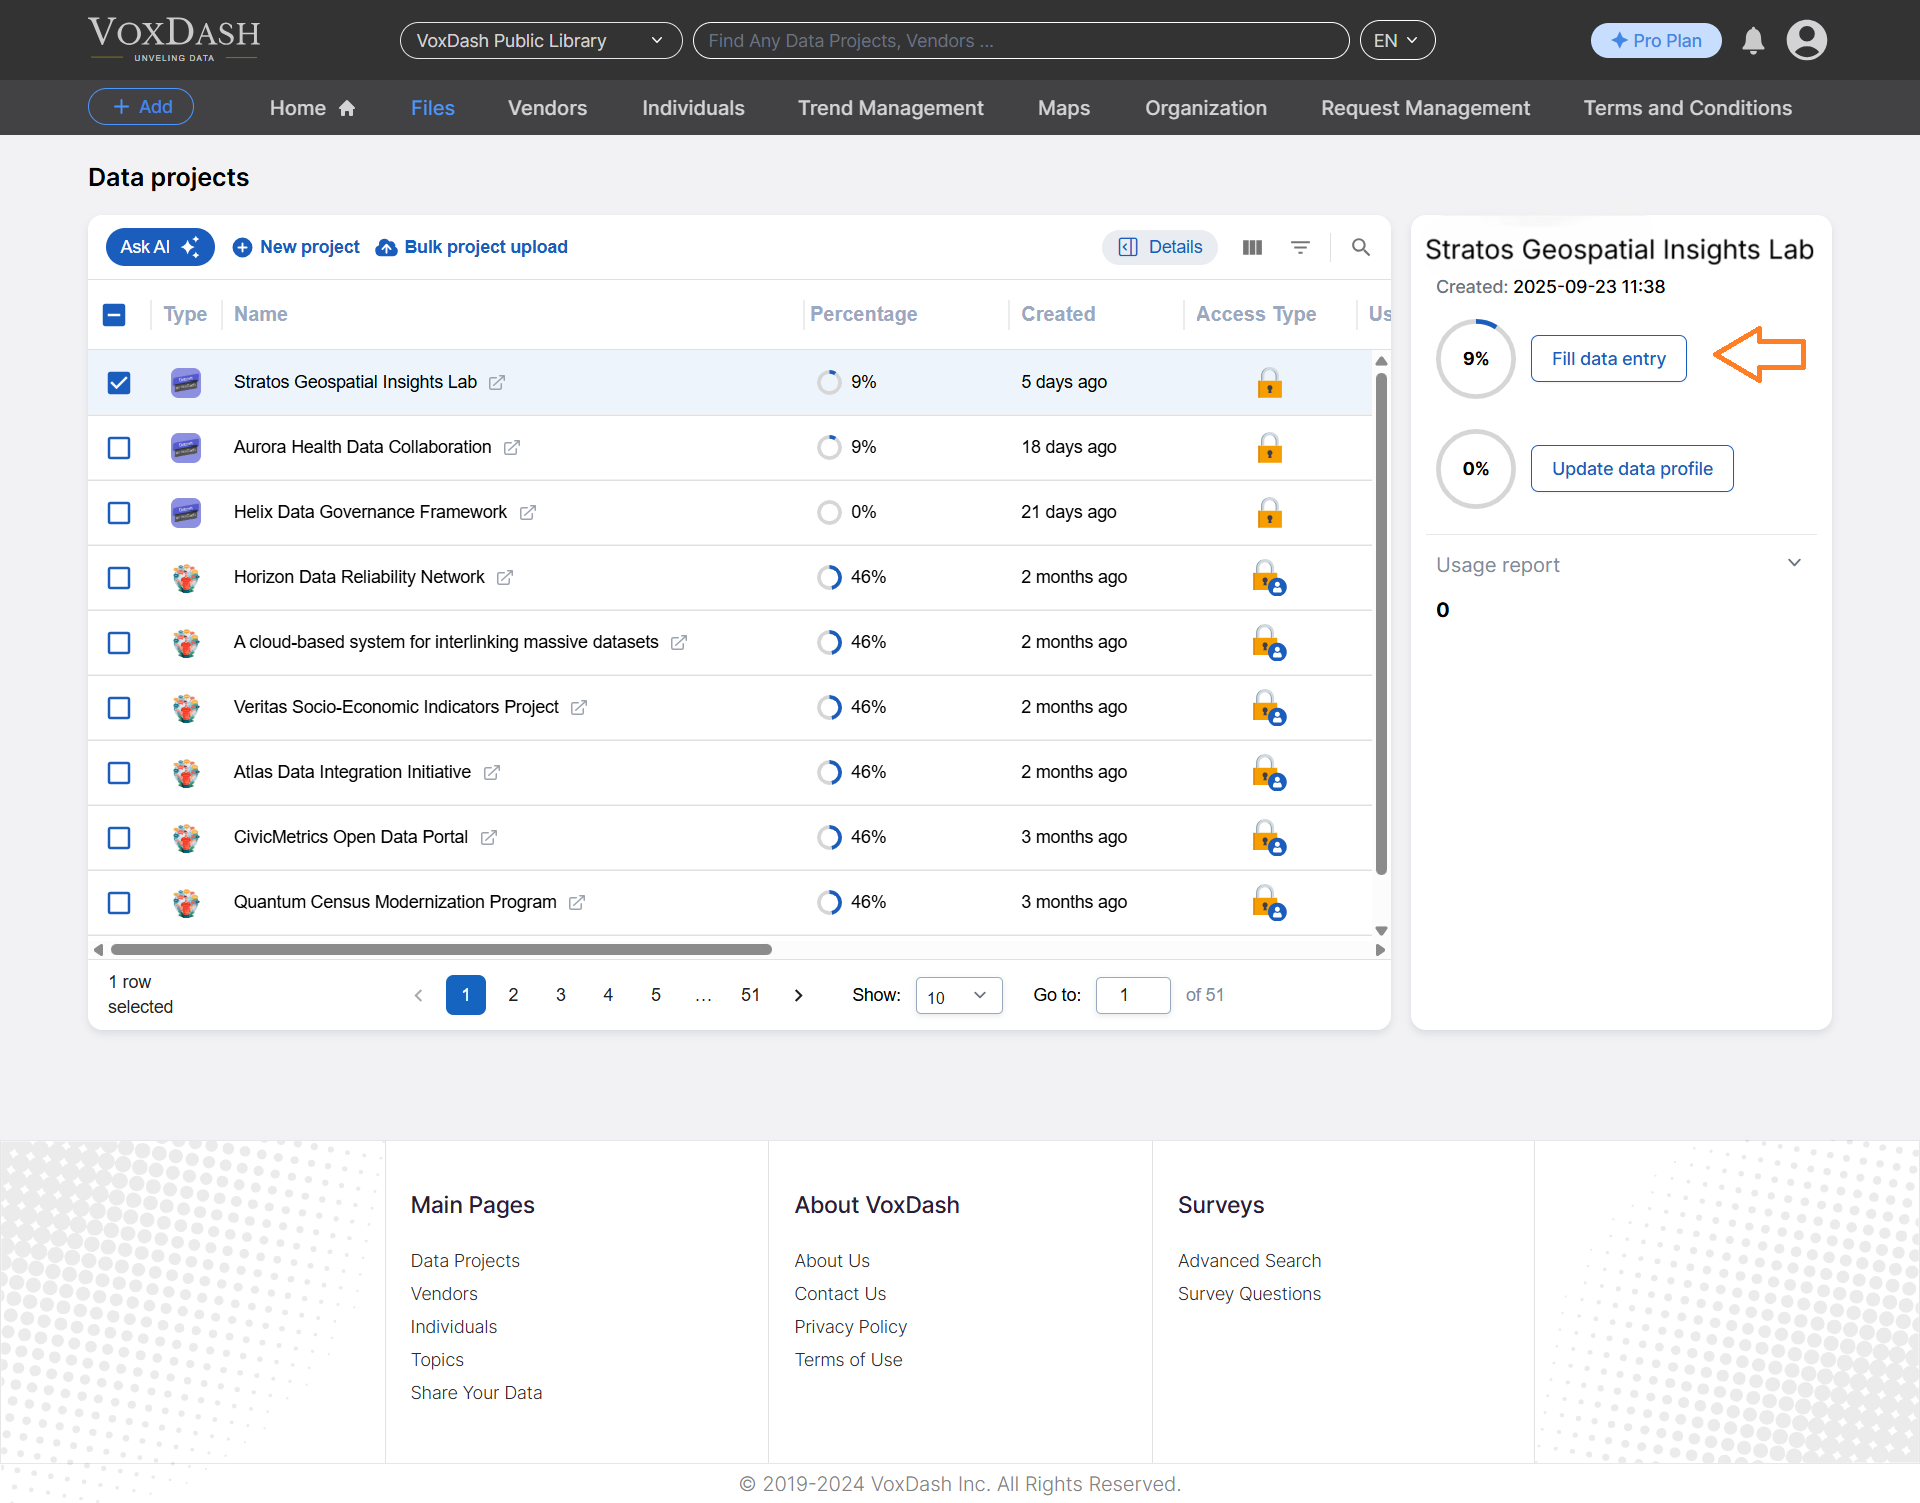 VOXDASH
UNVELING DATA
VoxDash Public Library
Find Any Data Projects, Vendors ...
EN
Pro Plan
+ Add
Home
Files
Vendors
Individuals
Trend Management
Maps
Organization
Request Management
Terms and Conditions
Data projects
Ask AI
New project
Bulk project upload
Details
Type
Name
Percentage
Created
Access Type
Us
Stratos Geospatial Insights Lab
9%
5 days ago
Aurora Health Data Collaboration
9%
18 days ago
Helix Data Governance Framework
0%
21 days ago
Horizon Data Reliability Network
46%
2 months ago
A cloud-based system for interlinking massive datasets
46%
2 months ago
Veritas Socio-Economic Indicators Project
46%
2 months ago
Atlas Data Integration Initiative
46%
2 months ago
CivicMetrics Open Data Portal
46%
3 months ago
Quantum Census Modernization Program
46%
3 months ago
1 row
selected
1
2
3
4
5
...
51
Show:
10
Go to:
1
of 51
Stratos Geospatial Insights Lab
Created: 2025-09-23 11:38
9%
Fill data entry
0%
Update data profile
Usage report
0
Main Pages
Data Projects
Vendors
Individuals
Topics
Share Your Data
About VoxDash
About Us
Contact Us
Privacy Policy
Terms of Use
Surveys
Advanced Search
Survey Questions
© 2019-2024 VoxDash Inc. All Rights Reserved.